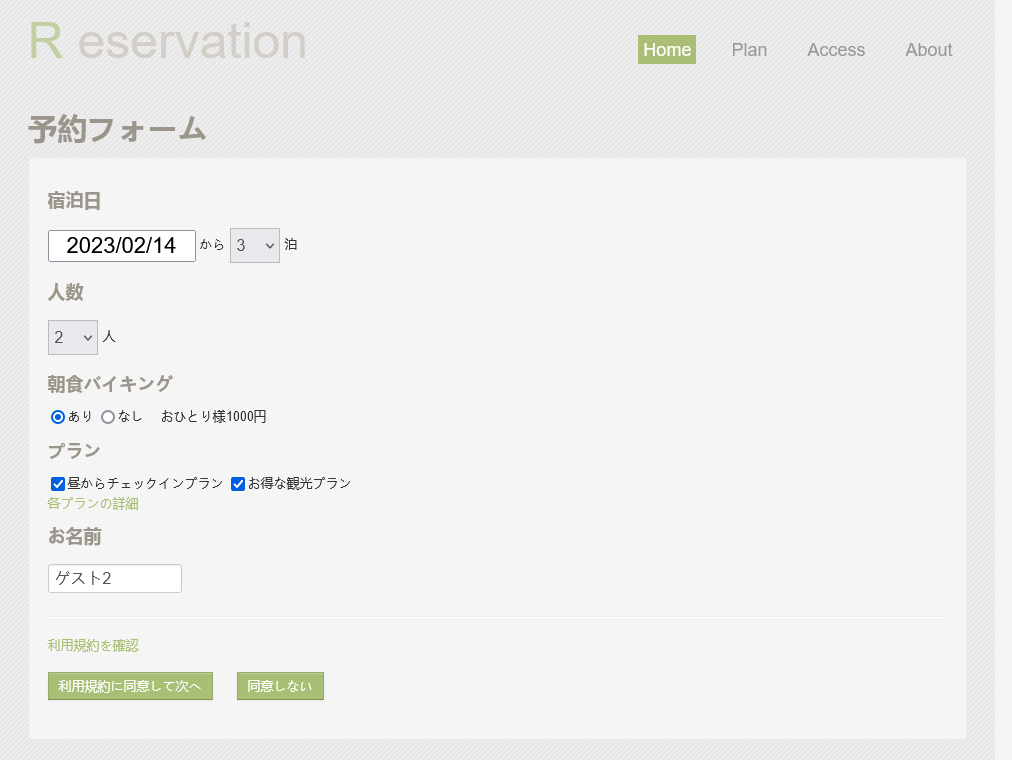 R eservation
Home Plan Access About
予約フォーム
宿泊日
2023/02/14 から 3 泊
人数
2 人
朝食バイキング
あり なし おひとり様1000円
プラン
昼からチェックインプラン お得な観光プラン
各プランの詳細
お名前
ゲスト2
利用規約を確認
利用規約に同意して次へ 同意しない